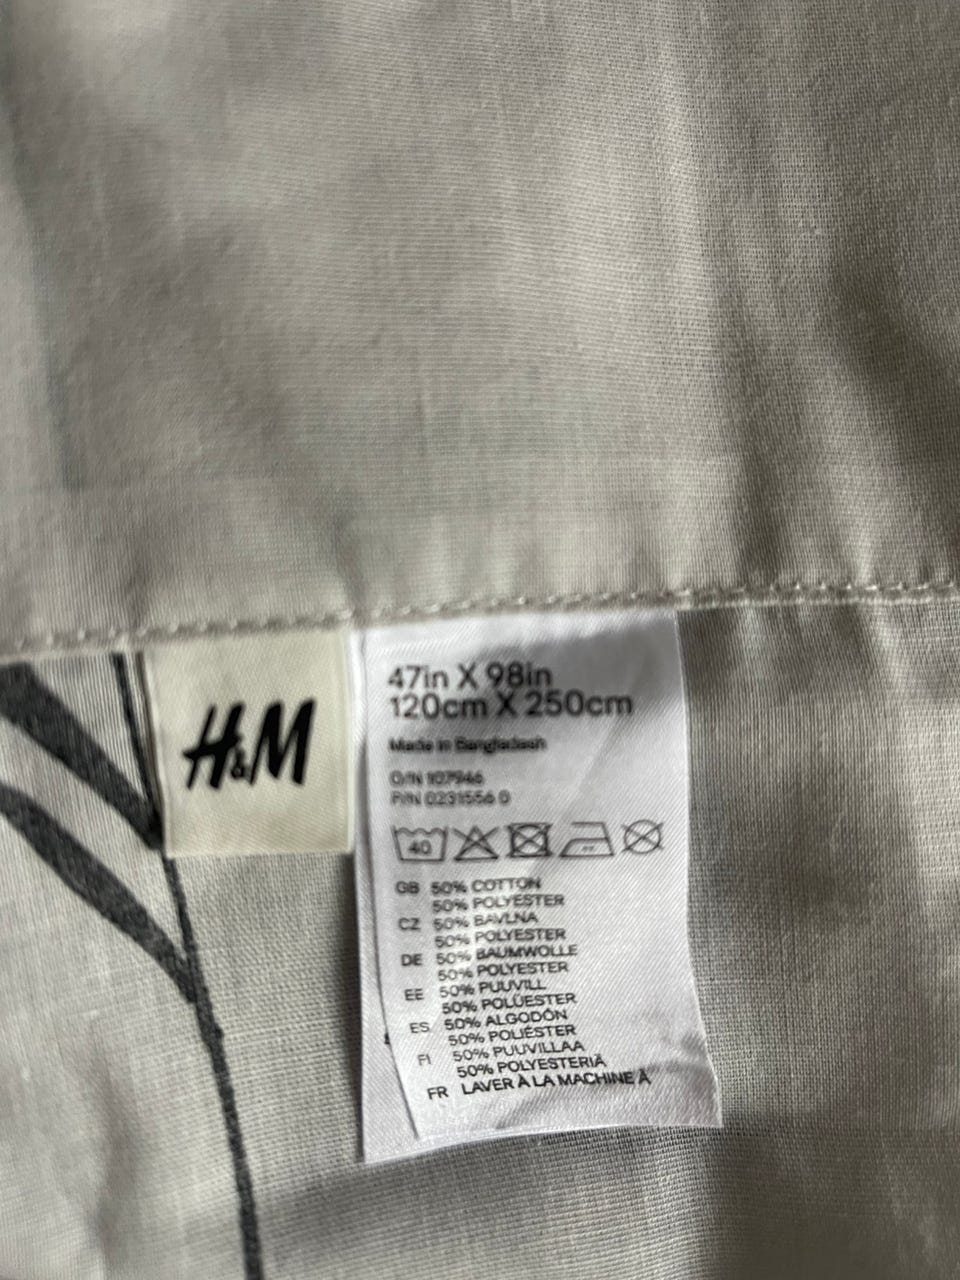 H&M
47in X 98in
120cm X 250cm
Made in Bangladesh
O/N 107946
P/N 0231556 0
40
GB 50% COTTON
50% POLYESTER
CZ 50% BAVLNA
50% POLYESTER
DE 50% BAUMWOLLE
50% POLYESTER
EE 50% PUUVILL
50% POLÜESTER
ES 50% ALGODÓN
50% POLIÉSTER
FI 50% PUUVILLAA
50% POLYESTERIÄ
FR LAVER À LA MACHINE À